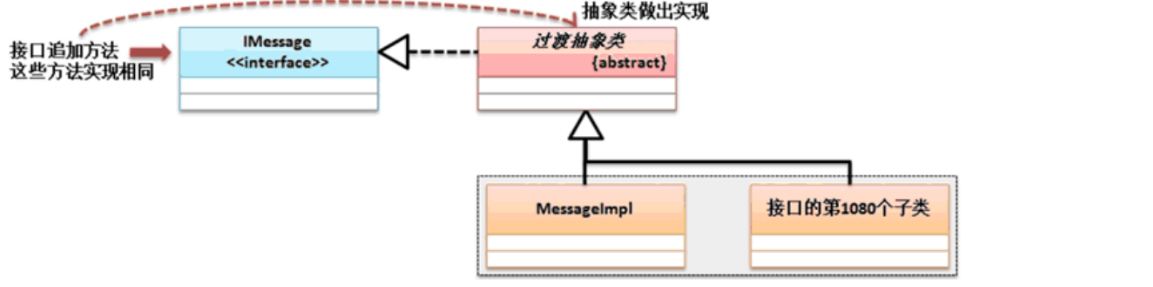 抽象类做出实现
接口追加方法
这些方法实现相同
IMessage
<<interface>>
过渡抽象类
{abstract}
MessageImpl
接口的第1080个子类